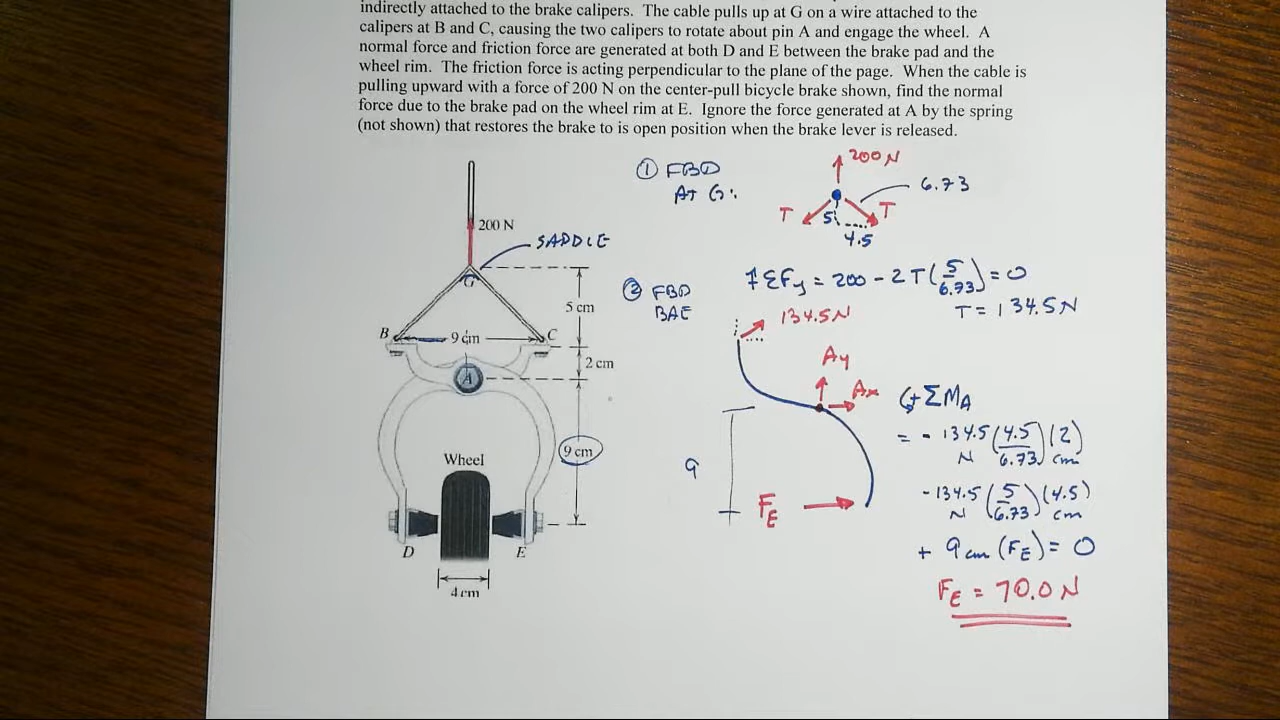 indirectly attached to the brake calipers. The cable pulls up at G on a wire attached to the
calipers at B and C, causing the two calipers to rotate about pin A and engage the wheel. A
normal force and friction force are generated at both D and E between the brake pad and the
wheel rim. The friction force is acting perpendicular to the plane of the page. When the cable is
pulling upward with a force of 200 N on the center-pull bicycle brake shown, find the normal
force due to the brake pad on the wheel rim at E. Ignore the force generated at A by the spring
(not shown) that restores the brake to is open position when the brake lever is released.
200 N
SADDLE
G
5 cm
B
9 cm
C
2 cm
A
9 cm
Wheel
D
E
4 cm
① FBD
AT G:
200 N
6.73
T
T
5
4.5
↑ΣFy = 200 - 2T(5/6.73) = 0
T = 134.5 N
② FBD
BAE
134.5 N
Ay
Ax
9
FE
↺+ ΣMA
= - 134.5 N (4.5/6.73) (2) cm
- 134.5 N (5/6.73) (4.5) cm
+ 9 cm (FE) = 0
FE = 70.0 N